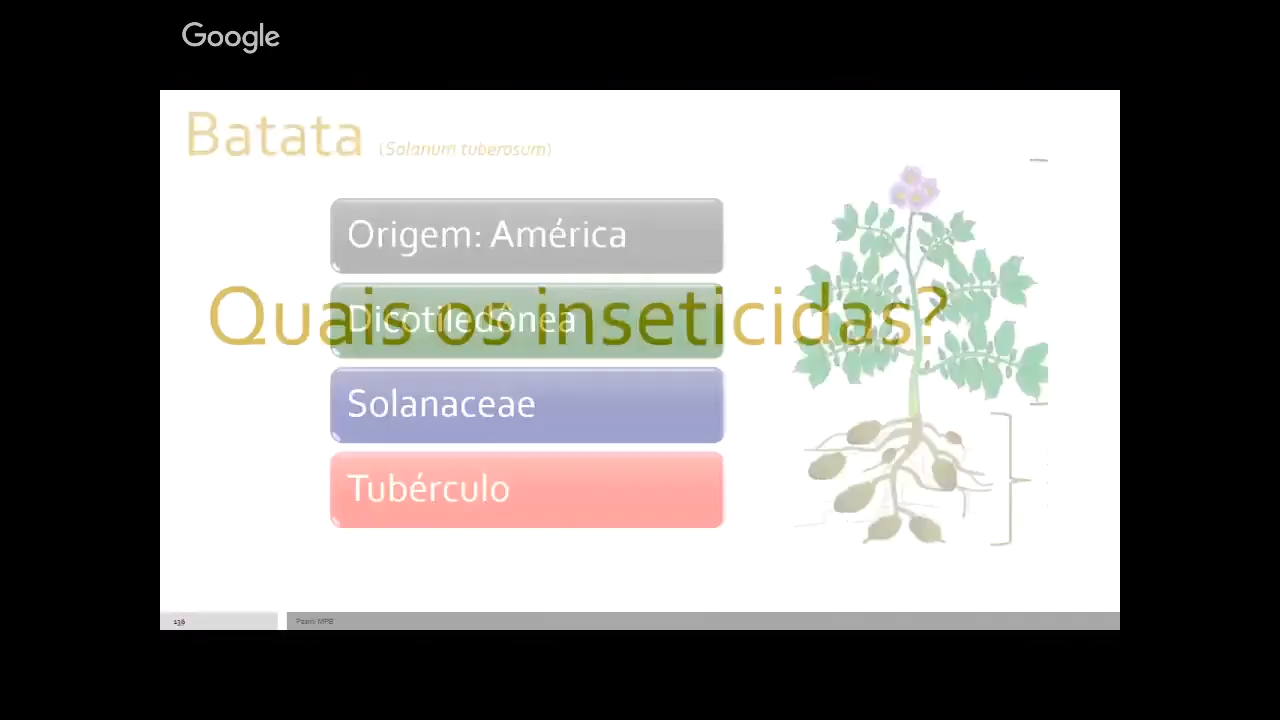 Google
Batata (Solanum tuberosum)
Origem: América
Quais os inseticidas?
Dicotiledônea
Solanaceae
Tubérculo
136